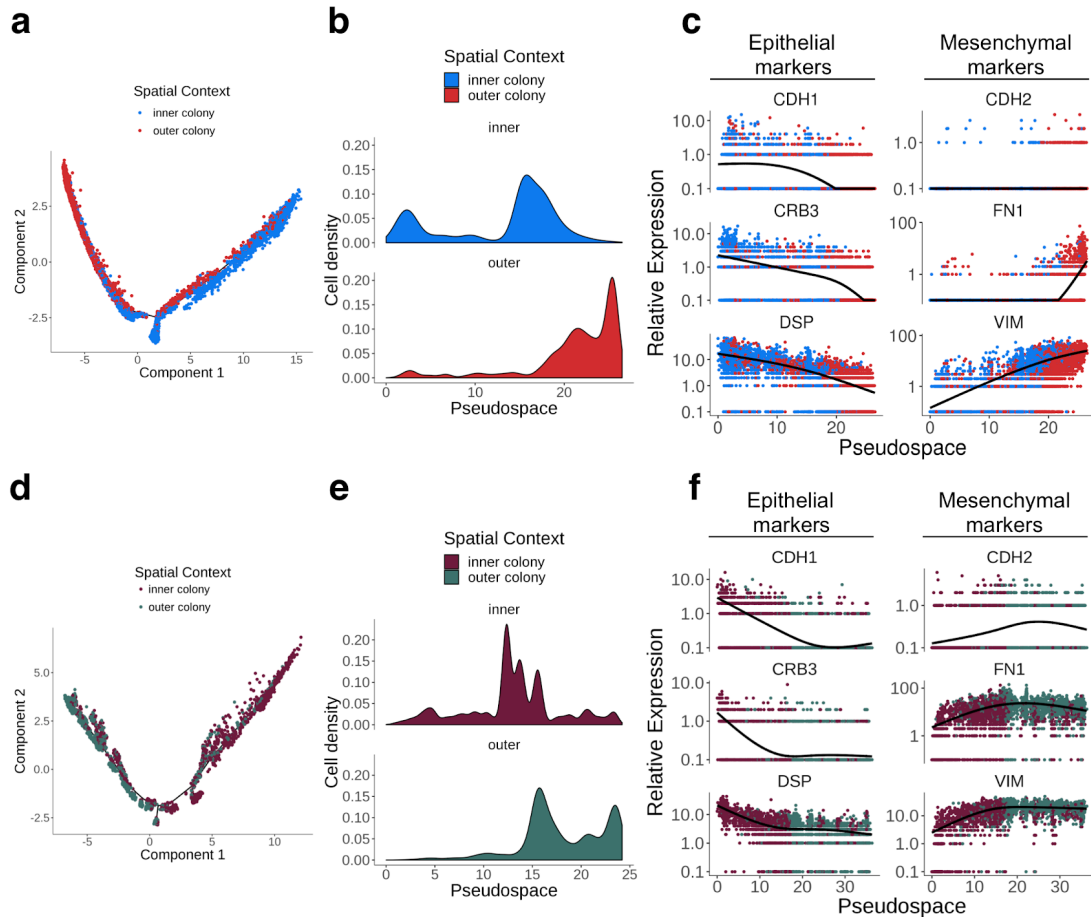 a
Spatial Context
inner colony
outer colony
Component 2
2.5
0.0
-2.5
-5
0
5
10
15
Component 1
b
Spatial Context
inner colony
outer colony
inner
0.20
0.15
0.10
0.05
0.00
outer
0.20
0.15
0.10
0.05
0.00
Cell density
0
10
20
Pseudospace
c
Epithelial markers
Mesenchymal markers
Relative Expression
CDH1
10.0
1.0
0.1
CDH2
1.0
0.1
CRB3
10.0
1.0
0.1
FN1
100
1
DSP
10.0
1.0
0.1
VIM
100
1
0
10
20
0
10
20
Pseudospace
d
Spatial Context
inner colony
outer colony
Component 2
5.0
2.5
0.0
-2.5
-5
0
5
10
Component 1
e
Spatial Context
inner colony
outer colony
inner
0.20
0.15
0.10
0.05
0.00
outer
0.20
0.15
0.10
0.05
0.00
Cell density
0
5
10
15
20
25
Pseudospace
f
Epithelial markers
Mesenchymal markers
Relative Expression
CDH1
10.0
1.0
0.1
CDH2
1.0
0.1
CRB3
10.0
1.0
0.1
FN1
100
1
DSP
10.0
1.0
0.1
VIM
10.0
1.0
0.1
0
10
20
30
0
10
20
30
Pseudospace